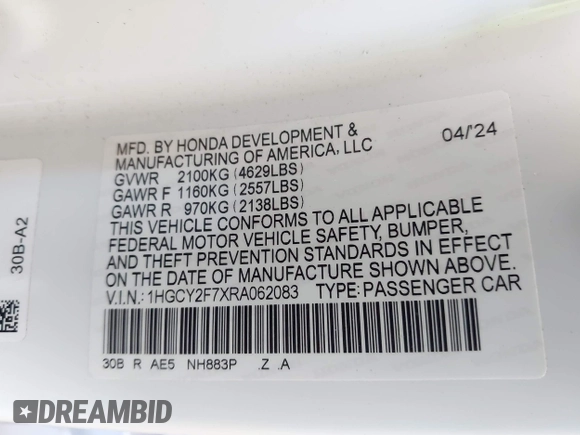 MFD. BY HONDA DEVELOPMENT & 04/'24
MANUFACTURING OF AMERICA, LLC
GVWR 2100KG (4629LBS)
GAWR F 1160KG (2557LBS)
GAWR R 970KG (2138LBS)
THIS VEHICLE CONFORMS TO ALL APPLICABLE
FEDERAL MOTOR VEHICLE SAFETY, BUMPER,
AND THEFT PREVENTION STANDARDS IN EFFECT
ON THE DATE OF MANUFACTURE SHOWN ABOVE.
V.I.N.: 1HGCY2F7XRA062083 TYPE: PASSENGER CAR
30B R AE5 NH883P .Z .A
30B-A2
DREAMBID